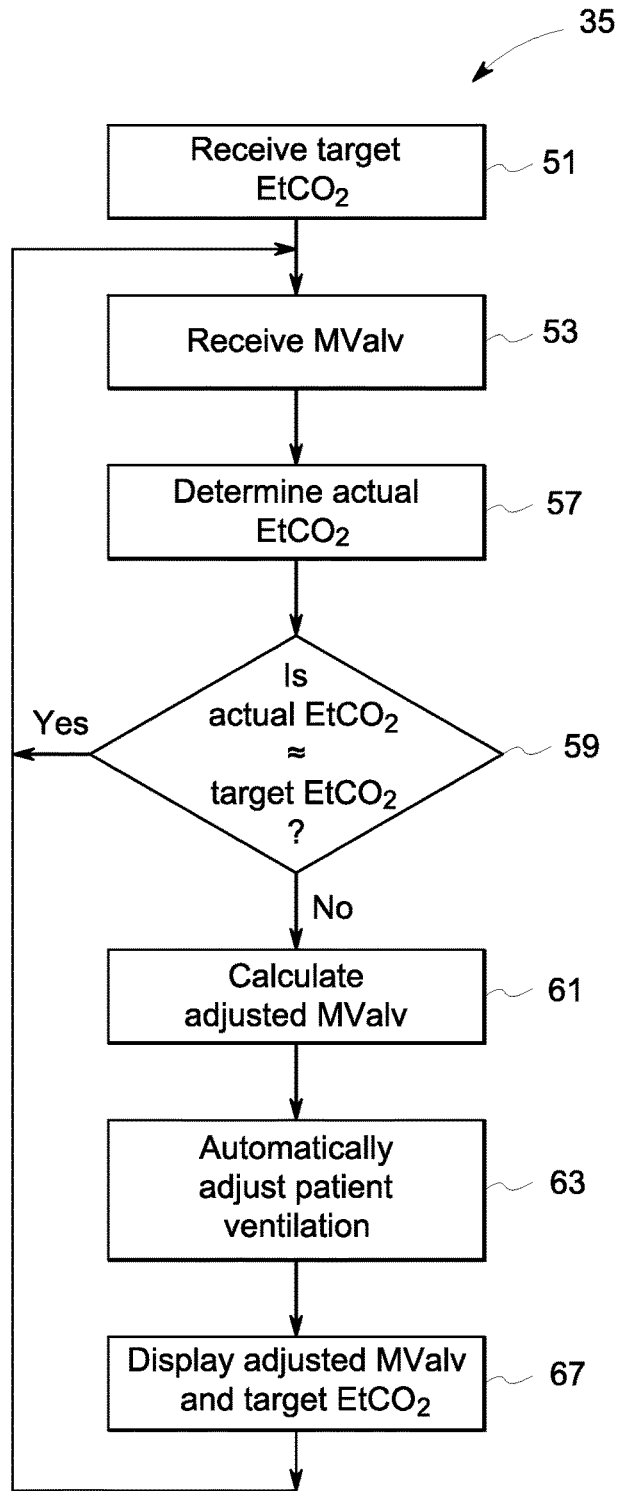 35
Receive target
EtCO₂
51
Receive MValv
53
Determine actual
EtCO₂
57
Is
actual EtCO₂
≈
target EtCO₂
?
Yes
59
No
Calculate
adjusted MValv
61
Automatically
adjust patient
ventilation
63
Display adjusted MValv
and target EtCO₂
67